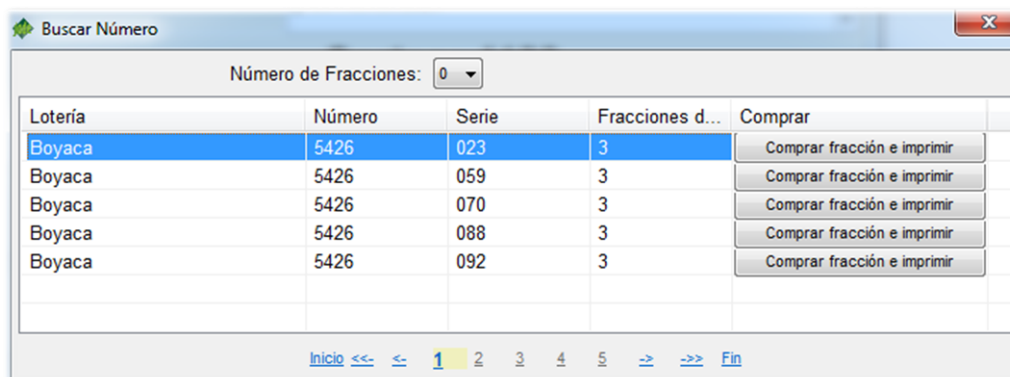 Buscar Número
Número de Fracciones: 0
Lotería Número Serie Fracciones d... Comprar
Boyaca 5426 023 3 Comprar fracción e imprimir
Boyaca 5426 059 3 Comprar fracción e imprimir
Boyaca 5426 070 3 Comprar fracción e imprimir
Boyaca 5426 088 3 Comprar fracción e imprimir
Boyaca 5426 092 3 Comprar fracción e imprimir
Inicio <<- <- 1 2 3 4 5 -> ->> Fin